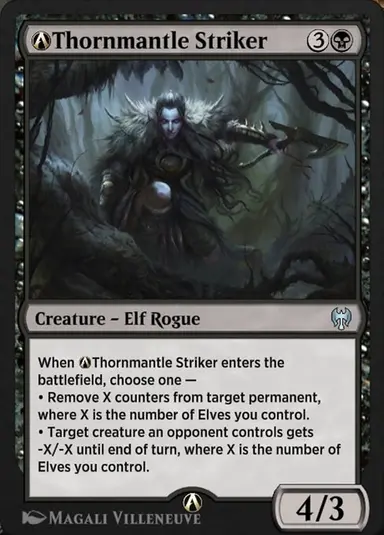 Thornmantle Striker 3
Creature – Elf Rogue
When Thornmantle Striker enters the
battlefield, choose one —
• Remove X counters from target permanent,
where X is the number of Elves you control.
• Target creature an opponent controls gets
-X/-X until end of turn, where X is the number of
Elves you control.
4/3
MAGALI VILLENEUVE